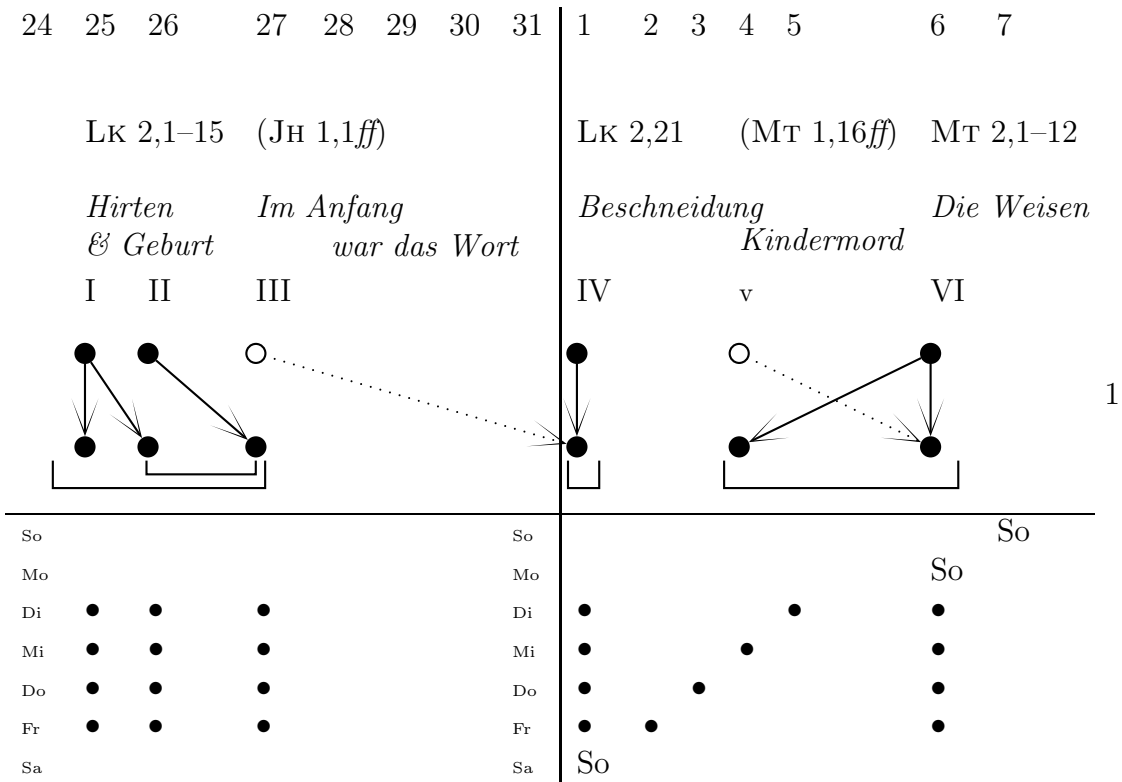 24 25 26 27 28 29 30 31 1 2 3 4 5 6 7
LK 2,1–15 (JH 1,1ff) LK 2,21 (MT 1,16ff) MT 2,1–12
Hirten Im Anfang Beschneidung Die Weisen
& Geburt war das Wort Kindermord
I II III IV V VI
1
So So So
Mo Mo So
Di Di
Mi Mi
Do Do
Fr Fr
Sa Sa So